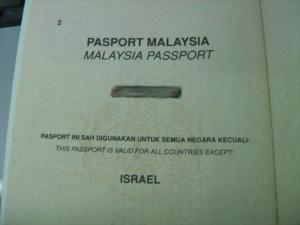 2
PASPORT MALAYSIA
MALAYSIA PASSPORT
PASPORT INI SAH DIGUNAKAN UNTUK SEMUA NEGARA KECUALI:
THIS PASSPORT IS VALID FOR ALL COUNTRIES EXCEPT:
ISRAEL